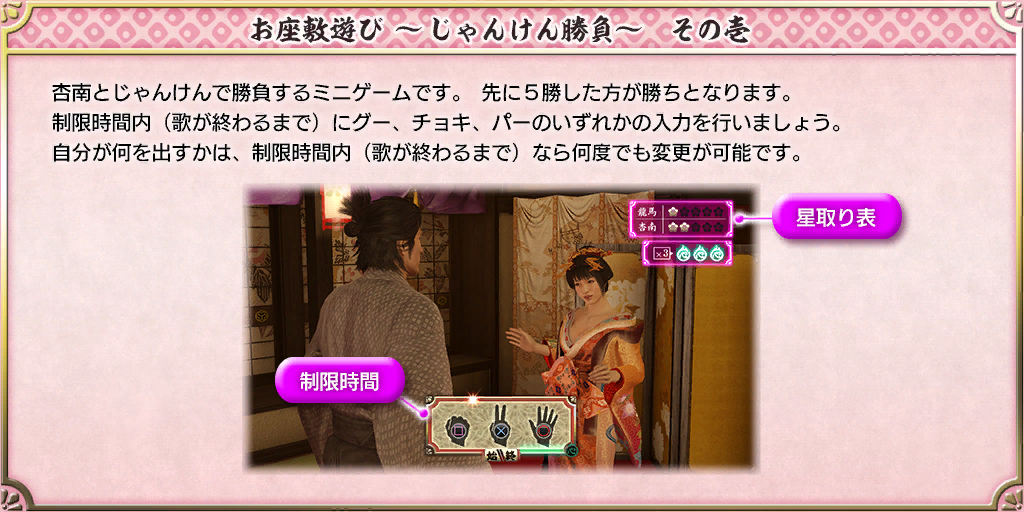 お座敷遊び ～じゃんけん勝負～　その壱
杏南とじゃんけんで勝負するミニゲームです。 先に５勝した方が勝ちとなります。
制限時間内（歌が終わるまで）にグー、チョキ、パーのいずれかの入力を行いましょう。
自分が何を出すかは、制限時間内（歌が終わるまで）なら何度でも変更が可能です。
龍馬
杏南
星取り表
×3
制限時間
始 終